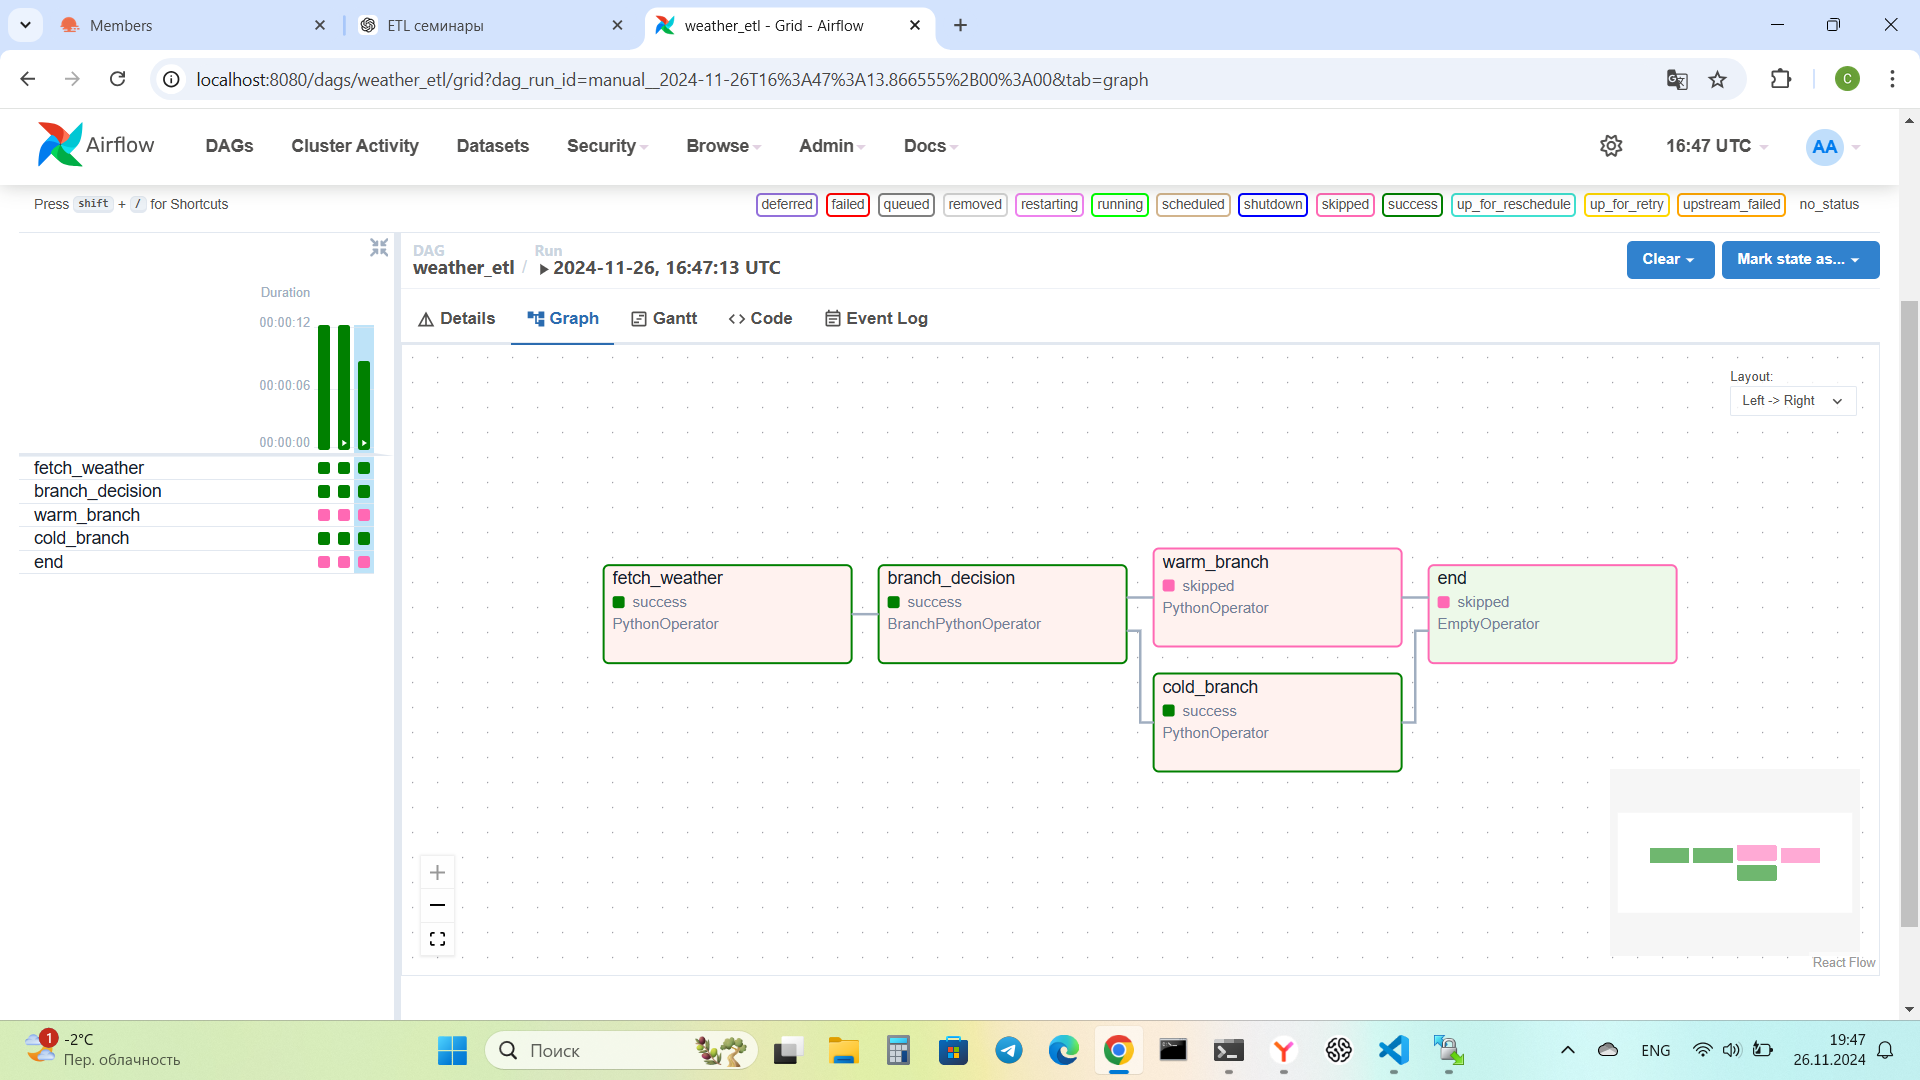 Members
ETL семинары
weather_etl - Grid - Airflow
localhost:8080/dags/weather_etl/grid?dag_run_id=manual__2024-11-26T16%3A47%3A13.866555%2B00%3A00&tab=graph
C
Airflow
DAGs
Cluster Activity
Datasets
Security
Browse
Admin
Docs
16:47 UTC
AA
Press shift + / for Shortcuts
deferred
failed
queued
removed
restarting
running
scheduled
shutdown
skipped
success
up_for_reschedule
up_for_retry
upstream_failed
no_status
DAG
weather_etl
/
Run
2024-11-26, 16:47:13 UTC
Clear
Mark state as...
Details
Graph
Gantt
Code
Event Log
Duration
00:00:12
00:00:06
00:00:00
fetch_weather
branch_decision
warm_branch
cold_branch
end
Layout:
Left -> Right
fetch_weather
success
PythonOperator
branch_decision
success
BranchPythonOperator
warm_branch
skipped
PythonOperator
cold_branch
success
PythonOperator
end
skipped
EmptyOperator
React Flow
1
-2°C
Пер. облачность
Поиск
ENG
19:47
26.11.2024